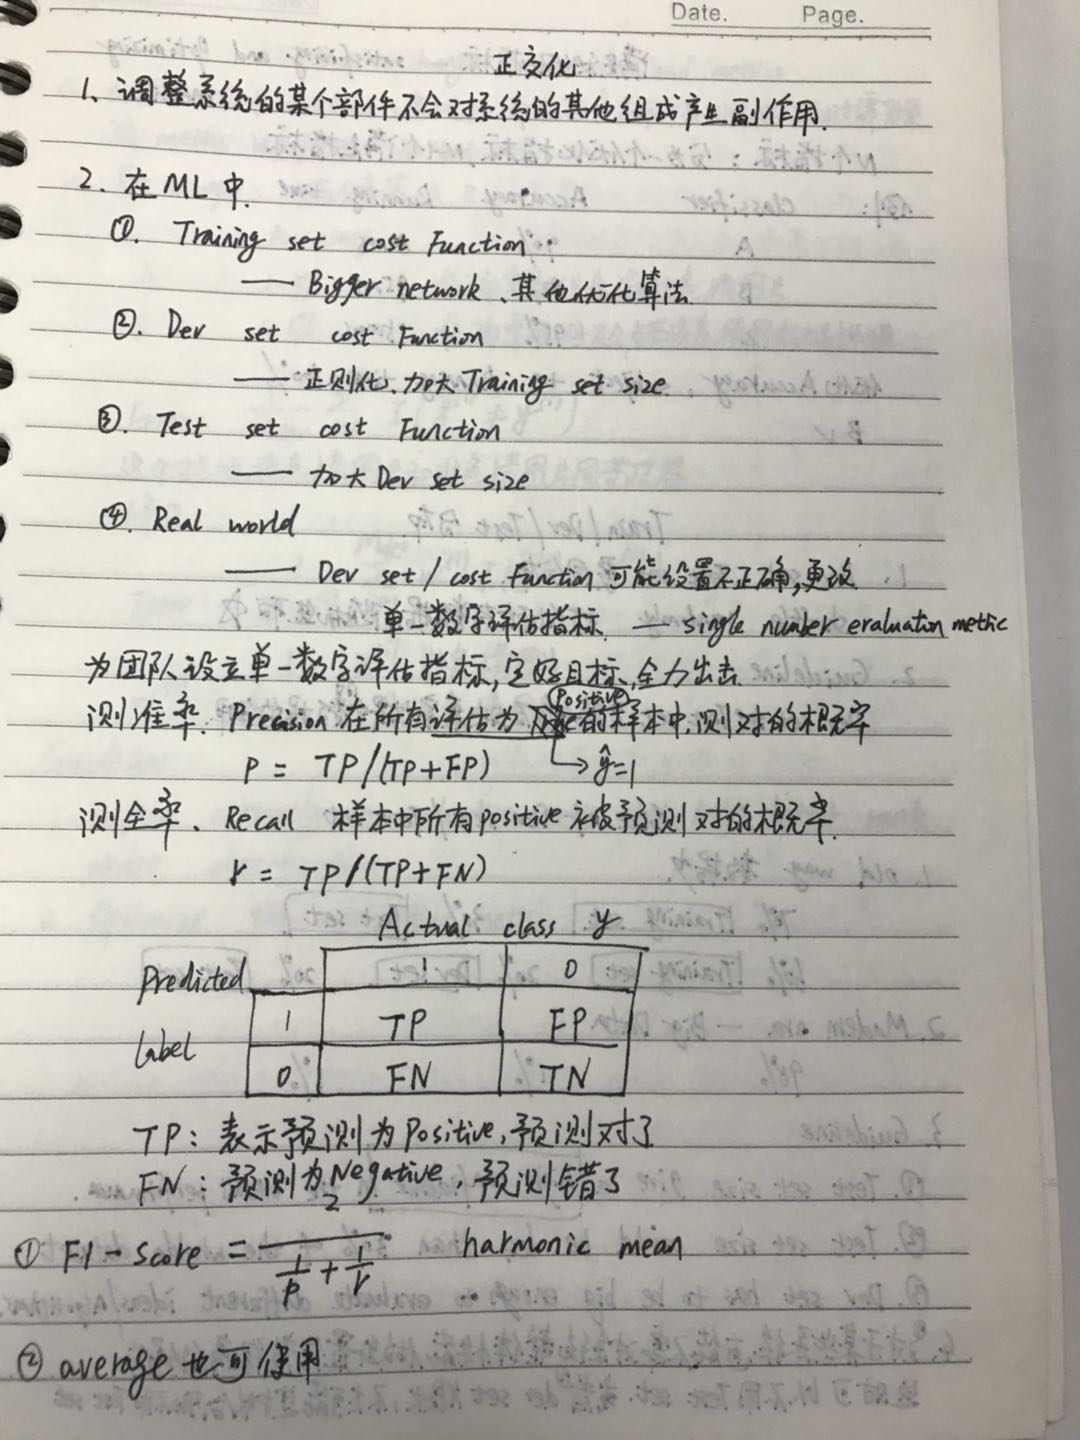 Date. Page.
正交化
1、调整系统的某个部件不会对系统的其他组成产生副作用.
2. 在ML中.
①. Training set cost Function
—— Bigger network、其他优化算法
②. Dev set cost Function
—— 正则化、加大Training set size.
③. Test set cost Function
—— 加大Dev set size
④. Real world
—— Dev set / cost Function 可能设置不正确,更改
单一数字评估指标. — single number evaluation metric
为团队设立单一数字评估指标,定好目标,全力出击.
测准率. Precision 在所有评估为 Positive 的样本中,测对的概率
P = TP/(TP+FP) → ŷ=1
测全率、Recall 样本中所有positive 被预测对的概率.
r = TP/(TP+FN)
Actual class y
Predicted 1 0
1 TP FP
label
0 FN TN
TP: 表示预测为Positive,预测对了
FN: 预测为Negative,预测错了
① F1-Score = 2 / (1/P + 1/r) harmonic mean
② average也可使用